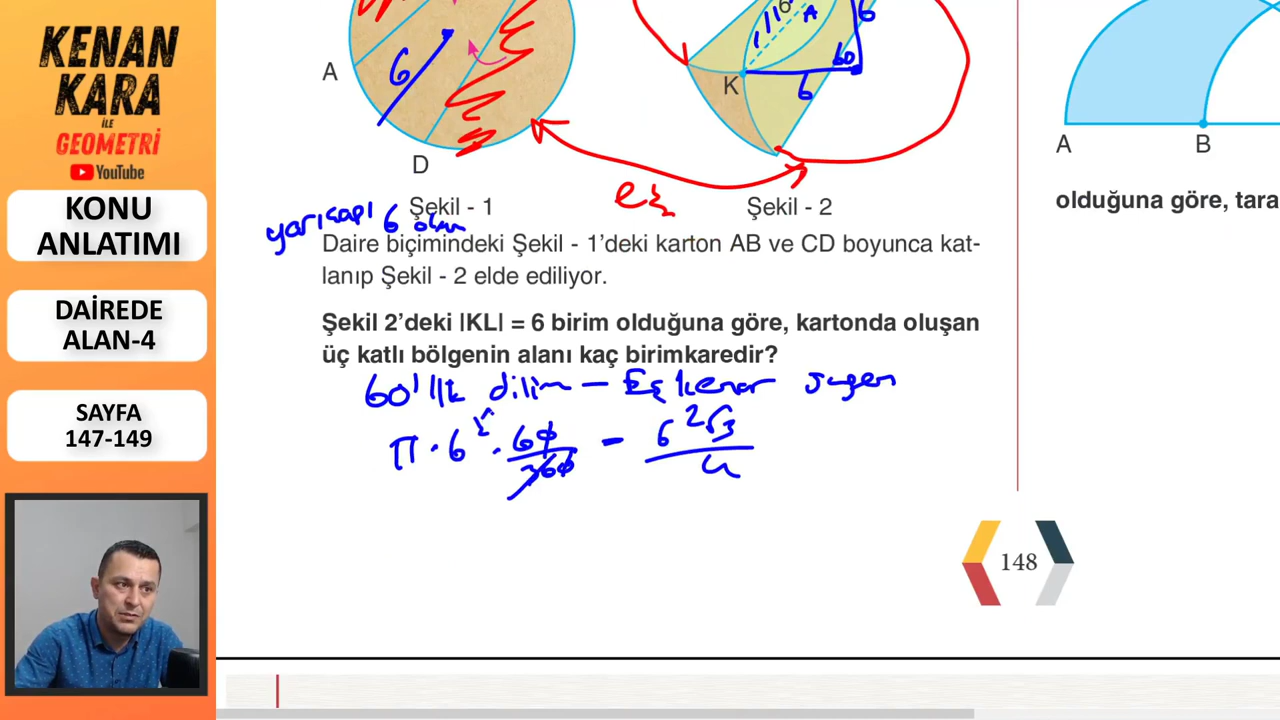 KENAN
KARA
İLE
GEOMETRİ
YouTube
KONU
ANLATIMI
DAİREDE
ALAN-4
SAYFA
147-149
6
A
D
Şekil - 1
eş
6
A
6
60
K
6
Şekil - 2
yarıçapı 6 olsun
Daire biçimindeki Şekil - 1’deki karton AB ve CD boyunca kat-
lanıp Şekil - 2 elde ediliyor.
Şekil 2’deki |KL| = 6 birim olduğuna göre, kartonda oluşan
üç katlı bölgenin alanı kaç birimkaredir?
60'lık dilim – Eşkenar üçgen
π · 6² · 60/360 – 6²√3/4
148
A
B
olduğuna göre, tara